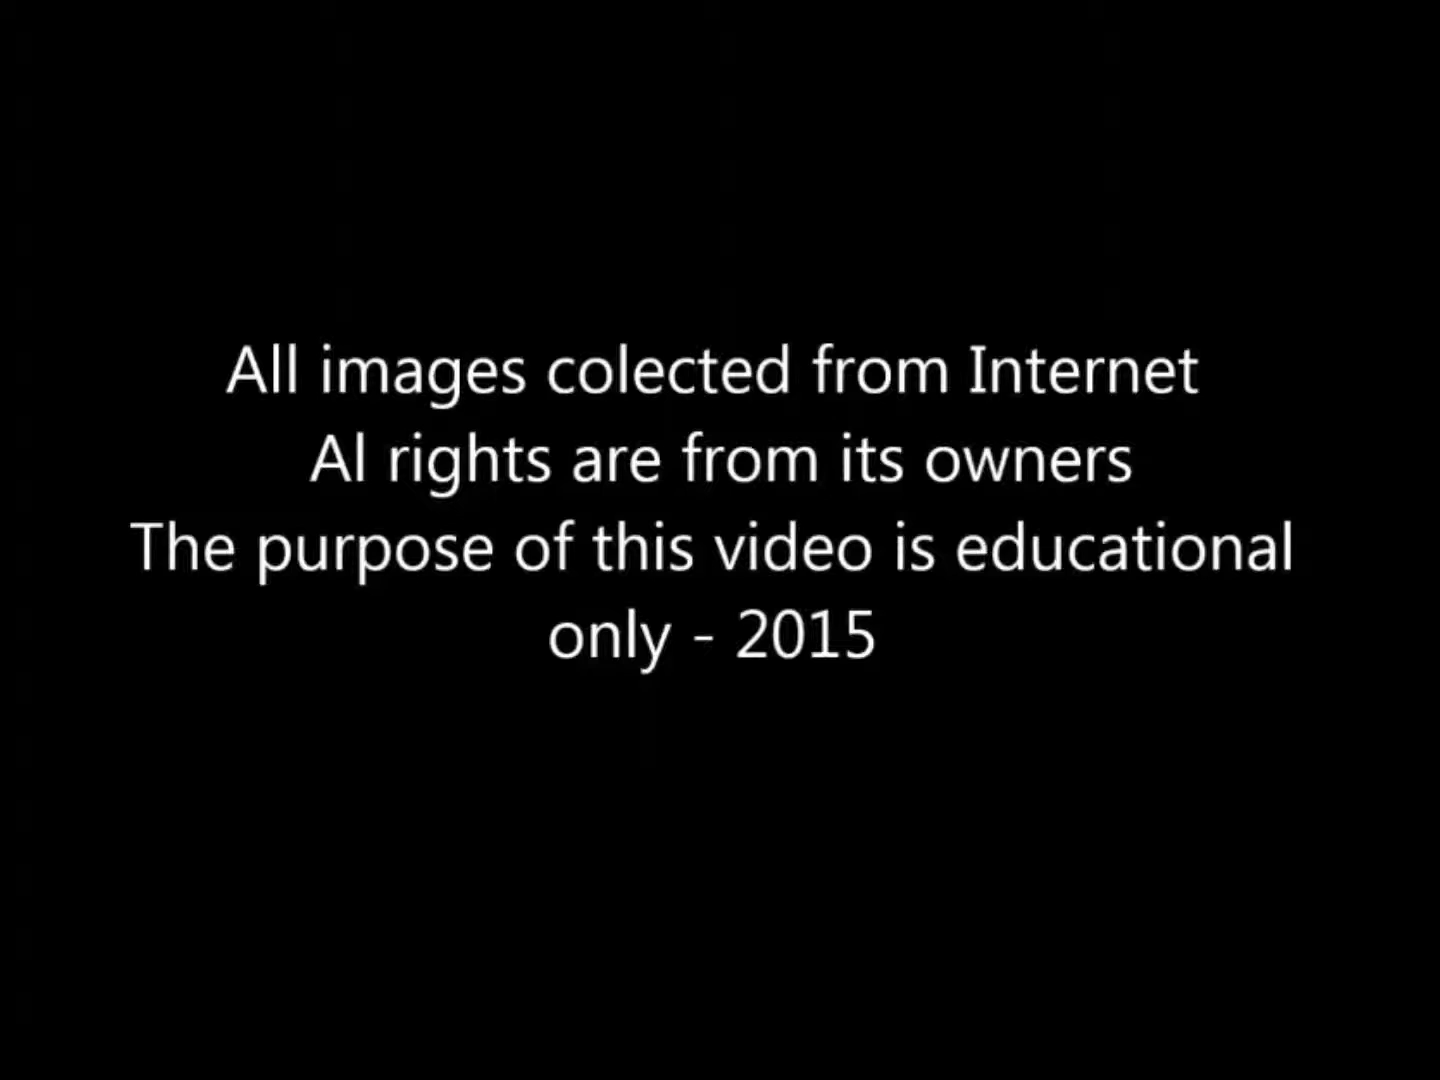 All images colected from Internet
Al rights are from its owners
The purpose of this video is educational
only - 2015